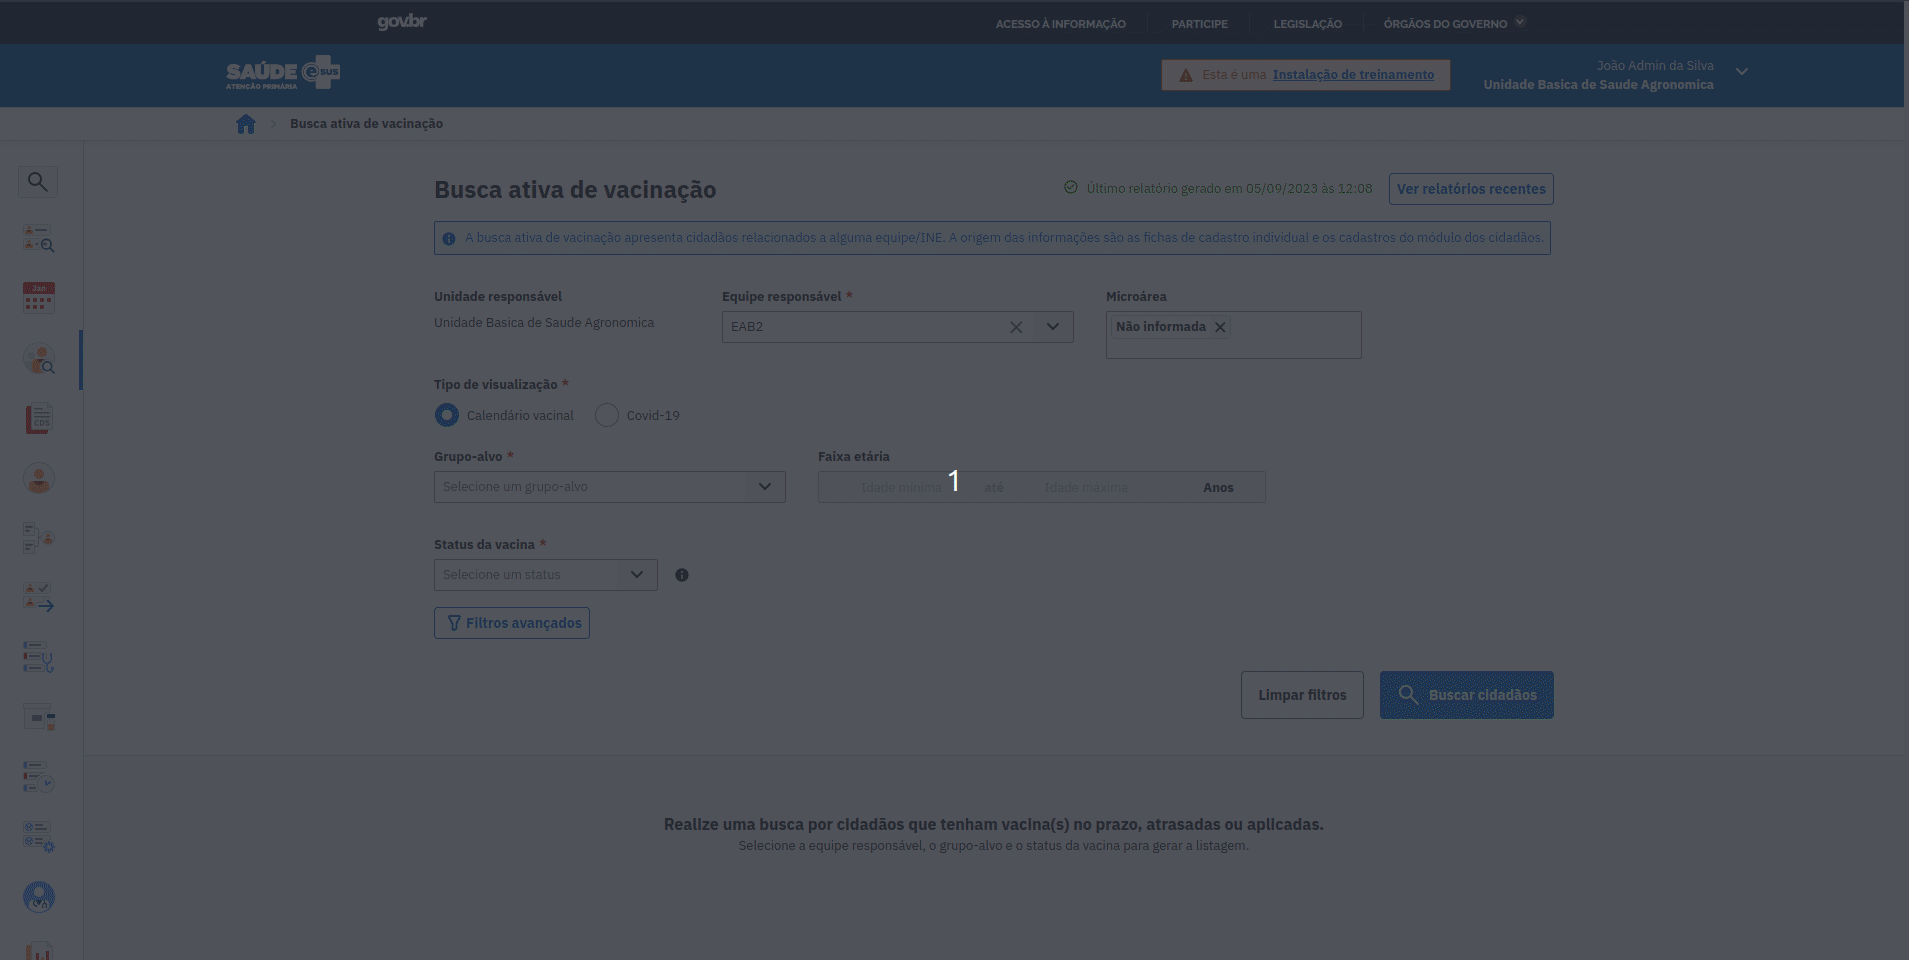 gov.br
ACESSO À INFORMAÇÃO
PARTICIPE
LEGISLAÇÃO
ÓRGÃOS DO GOVERNO
SAÚDE e SUS
ATENÇÃO PRIMÁRIA
Esta é uma Instalação de treinamento
João Admin da Silva
Unidade Basica de Saude Agronomica
Busca ativa de vacinação
Busca ativa de vacinação
Último relatório gerado em 05/09/2023 às 12:08
Ver relatórios recentes
A busca ativa de vacinação apresenta cidadãos relacionados a alguma equipe/INE. A origem das informações são as fichas de cadastro individual e os cadastros do módulo dos cidadãos.
Jan
CDS
Unidade responsável
Unidade Basica de Saude Agronomica
Equipe responsável *
EAB2
Microárea
Não informada
Tipo de visualização *
Calendário vacinal
Covid-19
Grupo-alvo *
Selecione um grupo-alvo
Faixa etária
Idade mínima
1
até
Idade máxima
Anos
Status da vacina *
Selecione um status
Filtros avançados
Limpar filtros
Buscar cidadãos
Realize uma busca por cidadãos que tenham vacina(s) no prazo, atrasadas ou aplicadas.
Selecione a equipe responsável, o grupo-alvo e o status da vacina para gerar a listagem.